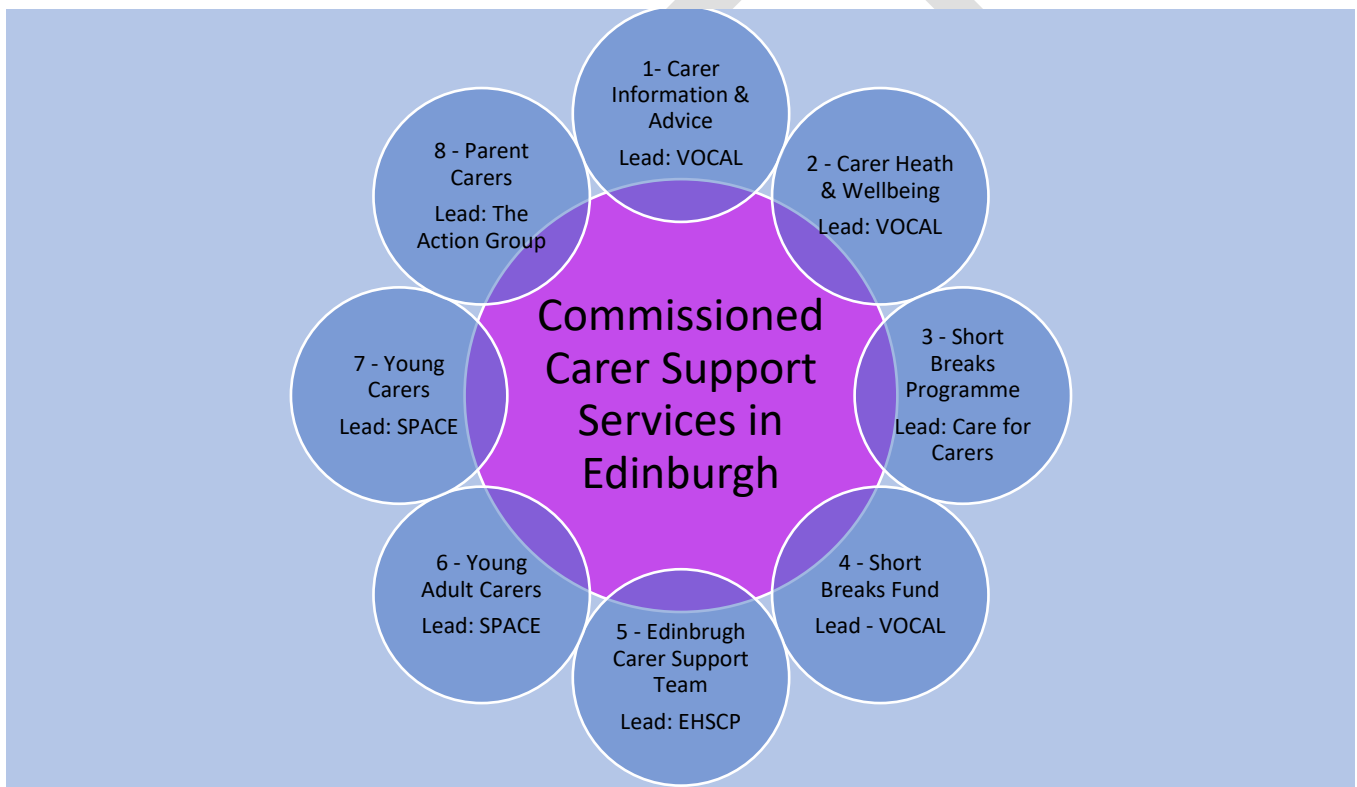 1- Carer
Information &
Advice
Lead: VOCAL
2 - Carer Heath
& Wellbeing
Lead: VOCAL
3 - Short
Breaks
Programme
Lead: Care for
Carers
4 - Short
Breaks Fund
Lead - VOCAL
5 - Edinbrugh
Carer Support
Team
Lead: EHSCP
6 - Young
Adult Carers
Lead: SPACE
7 - Young
Carers
Lead: SPACE
8 - Parent
Carers
Lead: The
Action Group
Commissioned
Carer Support
Services in
Edinburgh